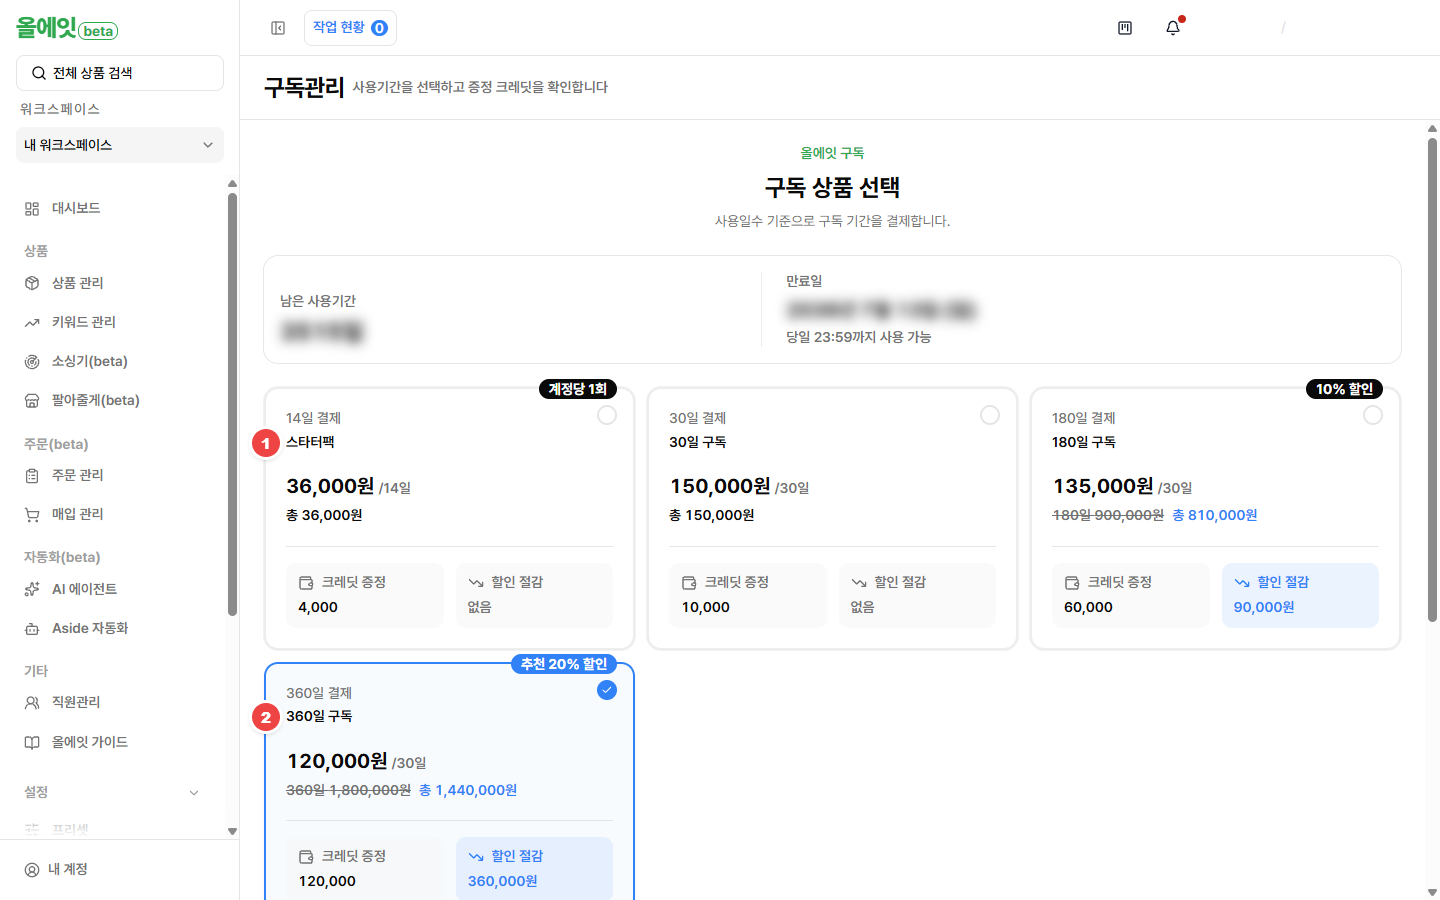 올에잇 beta
전체 상품 검색
워크스페이스
내 워크스페이스
대시보드
상품
상품 관리
키워드 관리
소싱기(beta)
팔아줄게(beta)
주문(beta)
주문 관리
매입 관리
자동화(beta)
AI 에이전트
Aside 자동화
기타
직원관리
올에잇 가이드
설정
프리셋
내 계정
작업 현황 0
/
구독관리 사용기간을 선택하고 증정 크레딧을 확인합니다
올에잇 구독
구독 상품 선택
사용일수 기준으로 구독 기간을 결제합니다.
남은 사용기간
만료일
당일 23:59까지 사용 가능
계정당 1회
14일 결제
1
스타터팩
36,000원 /14일
총 36,000원
크레딧 증정
4,000
할인 절감
없음
30일 결제
30일 구독
150,000원 /30일
총 150,000원
크레딧 증정
10,000
할인 절감
없음
10% 할인
180일 결제
180일 구독
135,000원 /30일
180일 900,000원 총 810,000원
크레딧 증정
60,000
할인 절감
90,000원
추천 20% 할인
360일 결제
2
360일 구독
120,000원 /30일
360일 1,800,000원 총 1,440,000원
크레딧 증정
120,000
할인 절감
360,000원